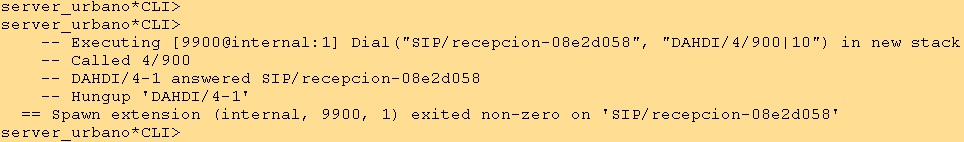 server_urbano*CLI>
server_urbano*CLI>
-- Executing [9900@internal:1] Dial("SIP/recepcion-08e2d058", "DAHDI/4/900|10") in new stack
-- Called 4/900
-- DAHDI/4-1 answered SIP/recepcion-08e2d058
-- Hungup 'DAHDI/4-1'
== Spawn extension (internal, 9900, 1) exited non-zero on 'SIP/recepcion-08e2d058'
server_urbano*CLI>